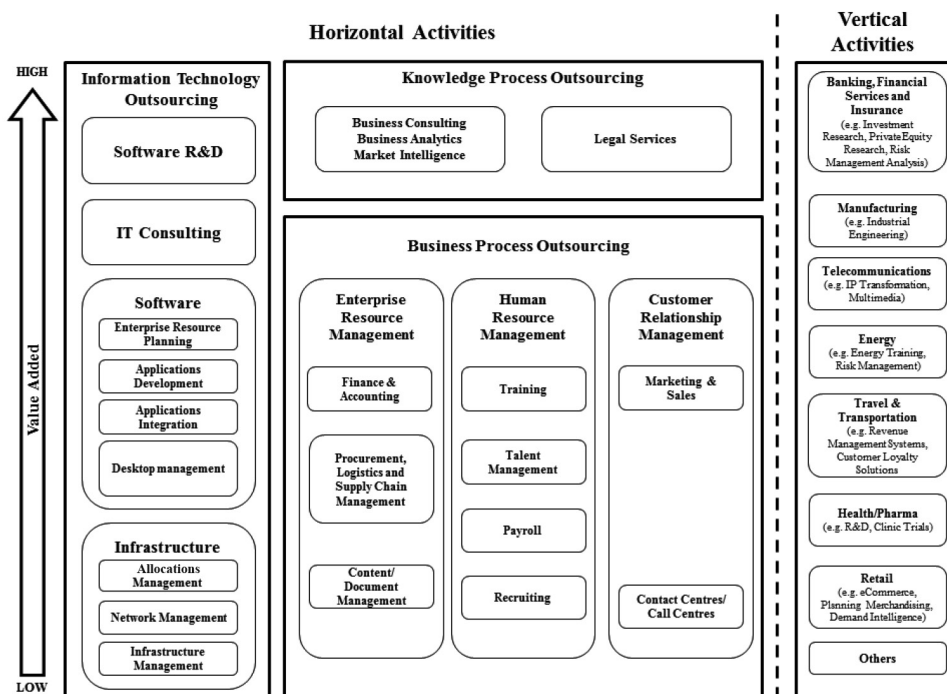 Horizontal Activities
Vertical
Activities
HIGH
Value Added
LOW
Information Technology
Outsourcing
Software R&D
IT Consulting
Software
Enterprise Resource
Planning
Applications
Development
Applications
Integration
Desktop management
Infrastructure
Allocations
Management
Network Management
Infrastructure
Management
Knowledge Process Outsourcing
Business Consulting
Business Analytics
Market Intelligence
Legal Services
Business Process Outsourcing
Enterprise
Resource
Management
Finance &
Accounting
Procurement,
Logistics and
Supply Chain
Management
Content/
Document
Management
Human
Resource
Management
Training
Talent
Management
Payroll
Recruiting
Customer
Relationship
Management
Marketing &
Sales
Contact Centres/
Call Centres
Banking, Financial
Services and
Insurance
(e.g. Investment
Research, Private Equity
Research, Risk
Management Analysis)
Manufacturing
(e.g. Industrial
Engineering)
Telecommunications
(e.g. IP Transformation,
Multimedia)
Energy
(e.g. Energy Training,
Risk Management)
Travel &
Transportation
(e.g. Revenue
Management Systems,
Customer Loyalty
Solutions
Health/Pharma
(e.g. R&D, Clinic Trials)
Retail
(e.g. eCommerce,
Planning Merchandising,
Demand Intelligence)
Others